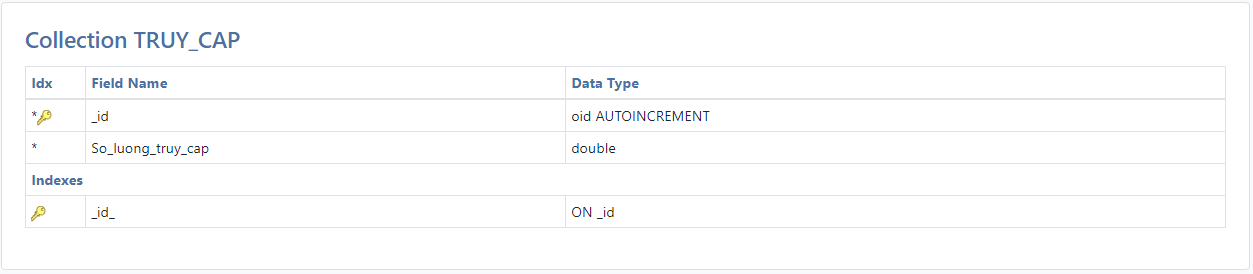 Collection TRUY_CAP
Idx Field Name Data Type
* _id oid AUTOINCREMENT
* So_luong_truy_cap double
Indexes
_id_ ON _id